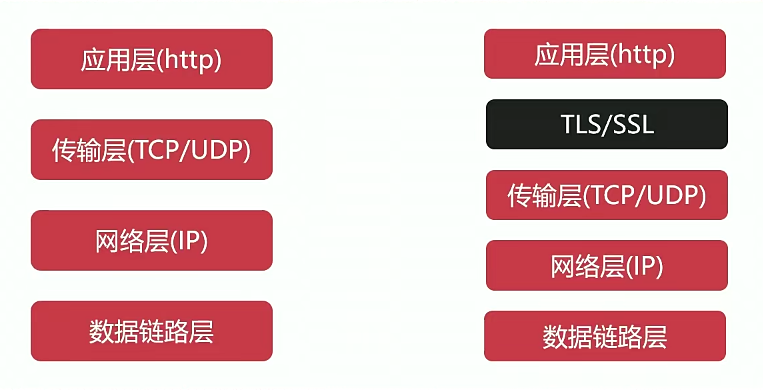 应用层(http)
传输层(TCP/UDP)
网络层(IP)
数据链路层
应用层(http)
TLS/SSL
传输层(TCP/UDP)
网络层(IP)
数据链路层